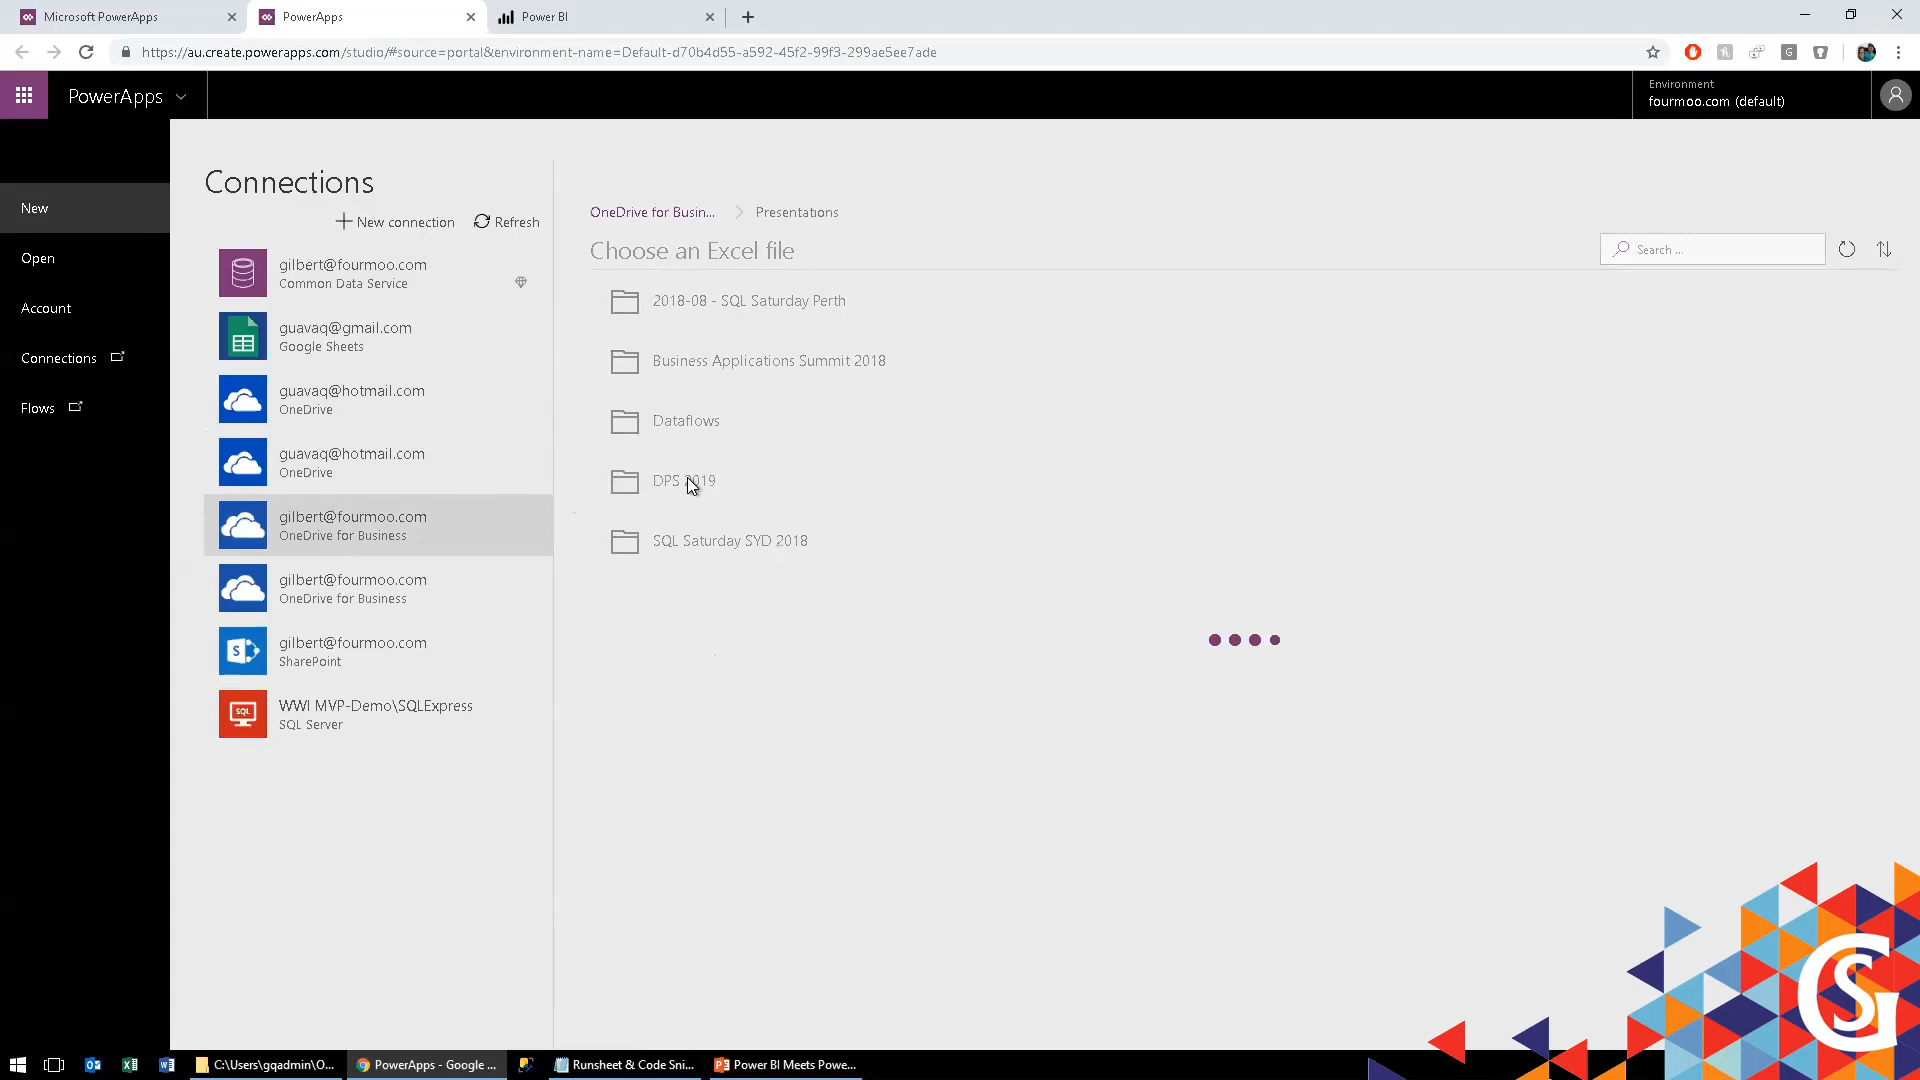 Microsoft PowerApps
PowerApps
Power BI
https://au.create.powerapps.com/studio/#source=portal&environment-name=Default-d70b4d55-a592-45f2-99f3-299ae5ee7ade
PowerApps
Environment
fourmoo.com (default)
New
Open
Account
Connections
Flows
Connections
New connection
Refresh
gilbert@fourmoo.com
Common Data Service
guavaq@gmail.com
Google Sheets
guavaq@hotmail.com
OneDrive
guavaq@hotmail.com
OneDrive
gilbert@fourmoo.com
OneDrive for Business
gilbert@fourmoo.com
OneDrive for Business
gilbert@fourmoo.com
SharePoint
WWI MVP-Demo\SQLExpress
SQL Server
SQL
S
OneDrive for Busin...
Presentations
Choose an Excel file
Search ...
2018-08 - SQL Saturday Perth
Business Applications Summit 2018
Dataflows
DPS 2019
SQL Saturday SYD 2018
GS
C:\Users\gqadmin\O...
PowerApps - Google ...
Runsheet & Code Sni...
Power BI Meets Powe...